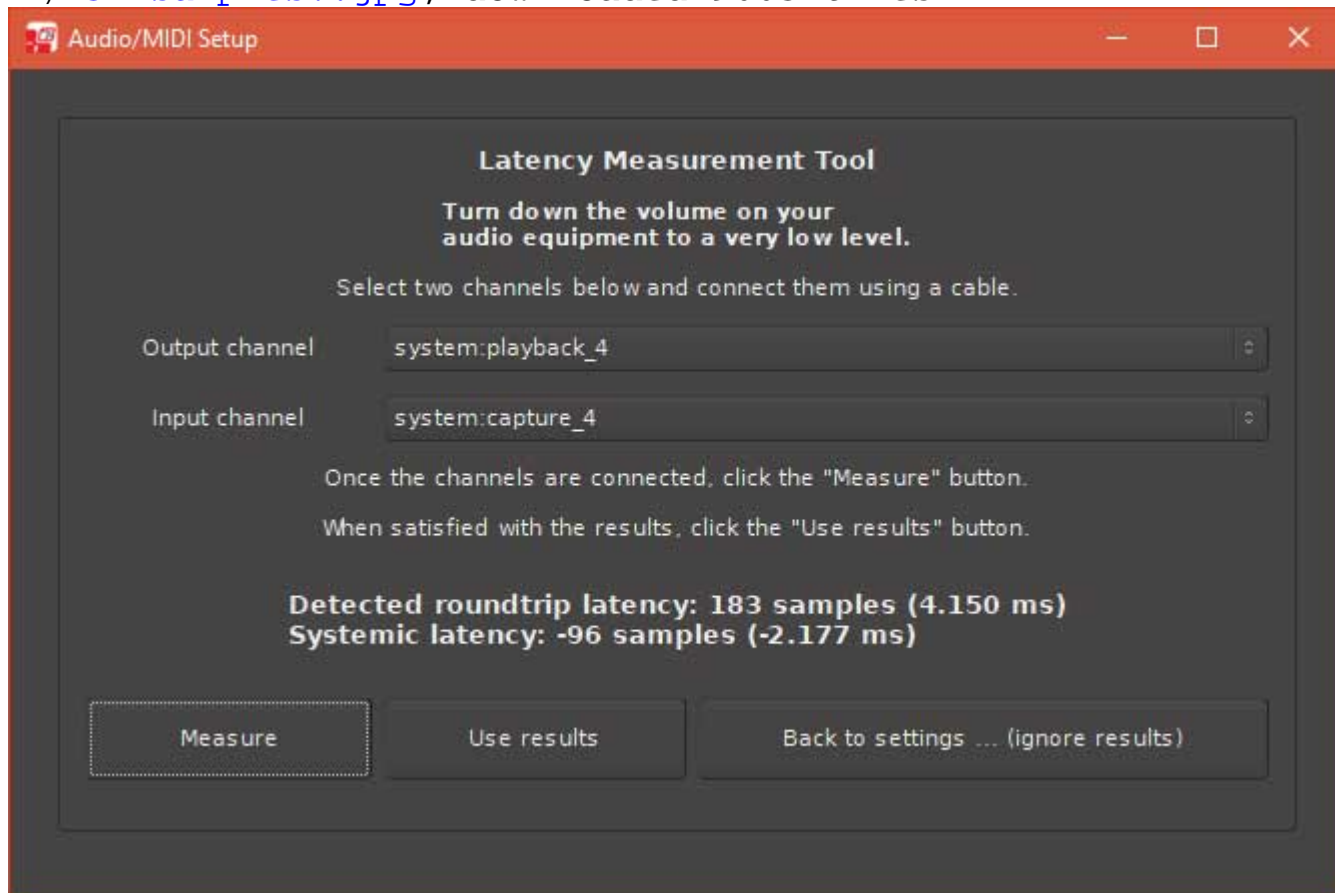 Audio/MIDI Setup
Latency Measurement Tool
Turn down the volume on your
audio equipment to a very low level.
Select two channels below and connect them using a cable.
Output channel system:playback_4
Input channel system:capture_4
Once the channels are connected, click the "Measure" button.
When satisfied with the results, click the "Use results" button.
Detected roundtrip latency: 183 samples (4.150 ms)
Systemic latency: -96 samples (-2.177 ms)
Measure Use results Back to settings ... (ignore results)